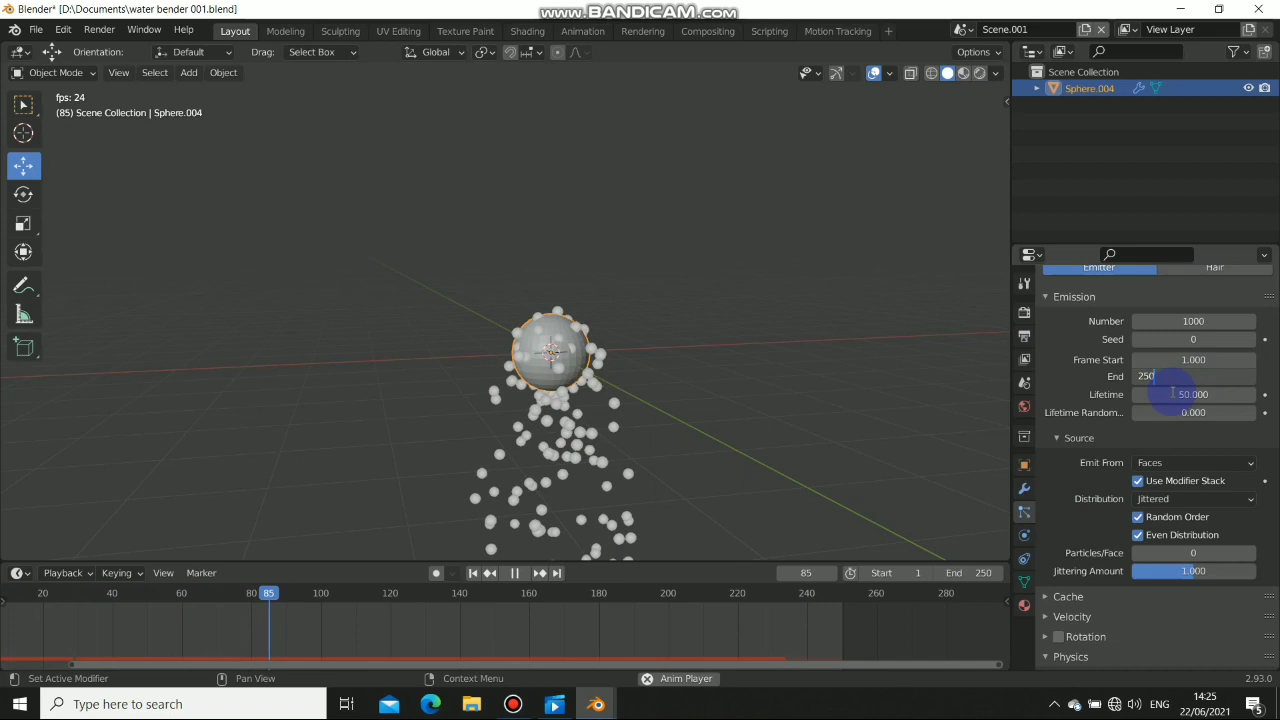 Blender* [D:\Documents\water bender 001.blend]
www.BANDICAM.com
File Edit Render Window Help
Layout Modeling Sculpting UV Editing Texture Paint Shading Animation Rendering Compositing Scripting Motion Tracking +
Scene.001 View Layer
Orientation: Default Drag: Select Box Global Options
Object Mode View Select Add Object
Scene Collection
Sphere.004
fps: 24
(85) Scene Collection | Sphere.004
Emitter Hair
Emission
Number 1000
Seed 0
Frame Start 1.000
End 250
Lifetime 50.000
Lifetime Random... 0.000
Source
Emit From Faces
Use Modifier Stack
Distribution Jittered
Random Order
Even Distribution
Particles/Face 0
Jittering Amount 1.000
Cache
Velocity
Rotation
Physics
Playback Keying View Marker 85 Start 1 End 250
20 40 60 80 85 100 120 140 160 180 200 220 240 260 280
Set Active Modifier Pan View Context Menu Anim Player 2.93.0
Type here to search
ENG
14:25
22/06/2021
5